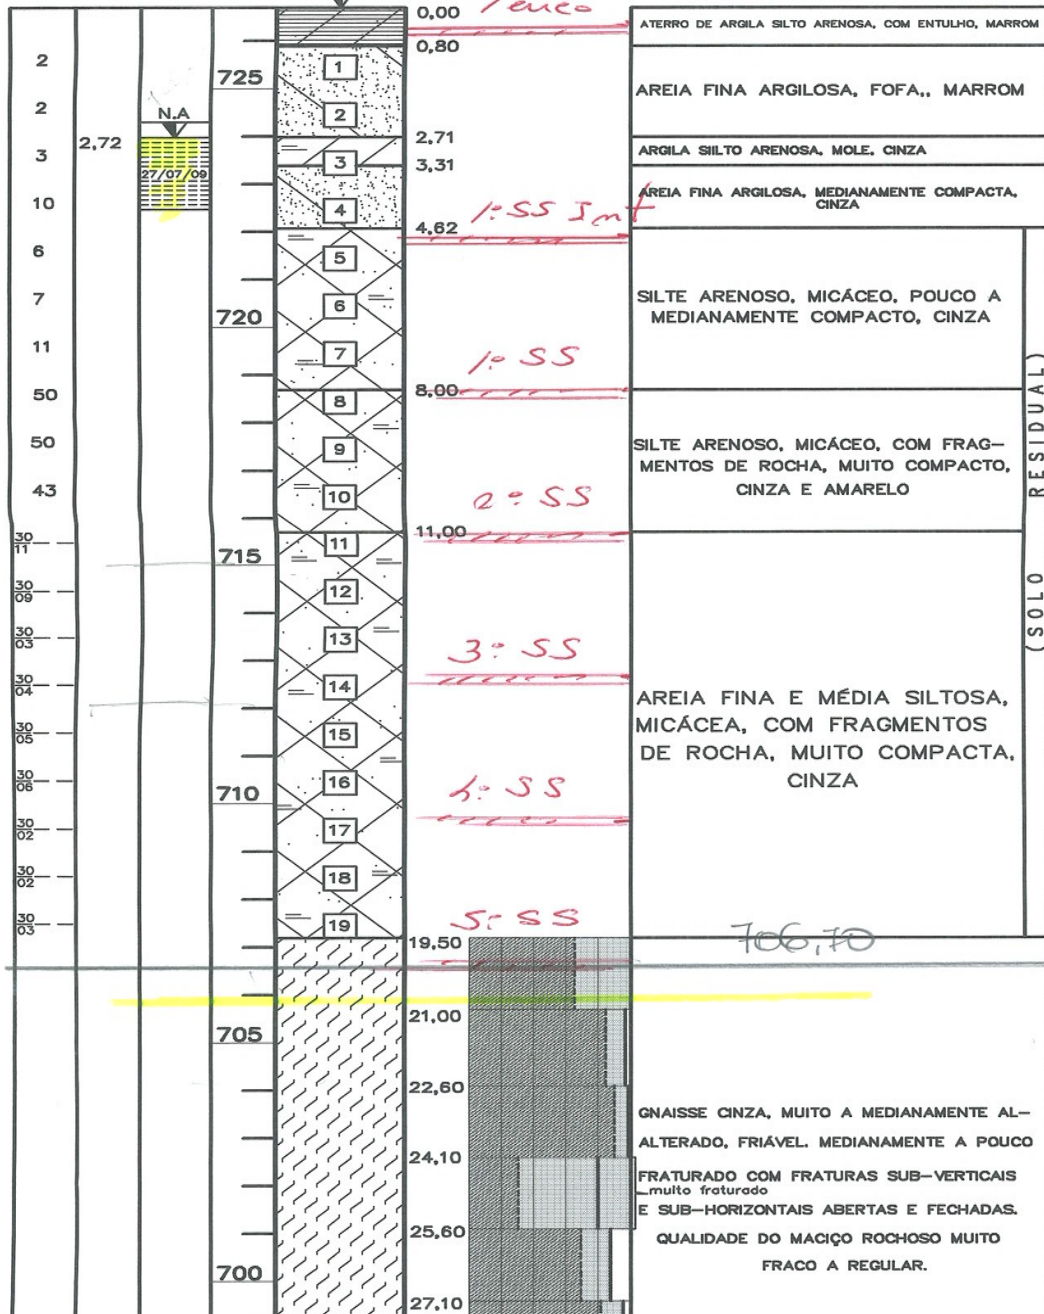 0,00
Térreo
ATERRO DE ARGILA SILTO ARENOSA, COM ENTULHO, MARROM
0,80
2
725
1
AREIA FINA ARGILOSA, FOFA,, MARROM
2
2
N.A
2,72
2,71
3
3
ARGILA SIILTO ARENOSA, MOLE, CINZA
3,31
27/07/09
10
4
AREIA FINA ARGILOSA, MEDIANAMENTE COMPACTA,
CINZA
1º SS Int
4,62
6
5
7
6
SILTE ARENOSO, MICÁCEO, POUCO A
MEDIANAMENTE COMPACTO, CINZA
720
11
7
1º SS
8,00
50
8
50
9
SILTE ARENOSO, MICÁCEO, COM FRAG-
MENTOS DE ROCHA, MUITO COMPACTO,
CINZA E AMARELO
43
10
2º SS
11,00
(SOLO RESIDUAL)
30
11
11
715
30
09
12
30
03
13
3º SS
30
04
14
AREIA FINA E MÉDIA SILTOSA,
MICÁCEA, COM FRAGMENTOS
DE ROCHA, MUITO COMPACTA,
CINZA
30
05
15
30
06
16
4º SS
710
30
02
17
30
02
18
30
03
19
5º SS
19,50
706,70
21,00
705
22,60
GNAISSE CINZA, MUITO A MEDIANAMENTE AL-
ALTERADO, FRIÁVEL. MEDIANAMENTE A POUCO
24,10
FRATURADO COM FRATURAS SUB-VERTICAIS
muito fraturado
E SUB-HORIZONTAIS ABERTAS E FECHADAS.
25,60
QUALIDADE DO MACIÇO ROCHOSO MUITO
FRACO A REGULAR.
700
27,10